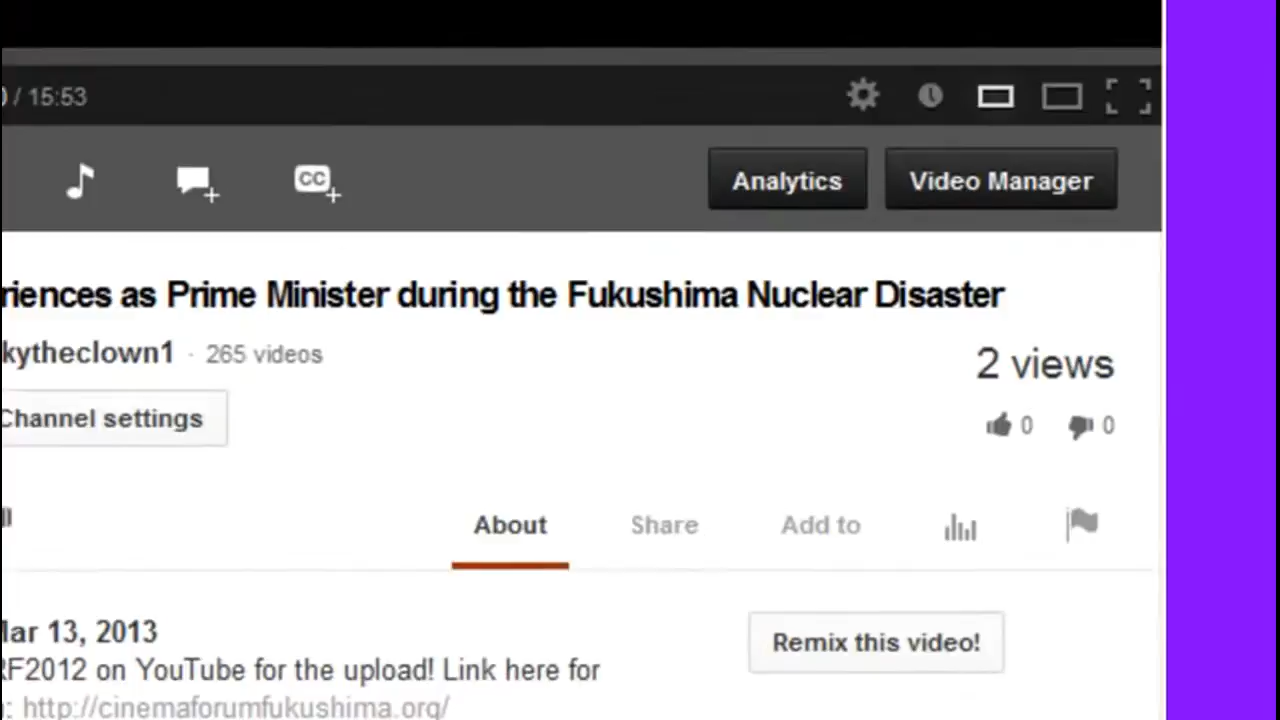 / 15:53
CC
Analytics
Video Manager
riences as Prime Minister during the Fukushima Nuclear Disaster
kytheclown1 · 265 videos
2 views
Channel settings
0
0
About
Share
Add to
Mar 13, 2013
Remix this video!
RF2012 on YouTube for the upload! Link here for
: http://cinemaforumfukushima.org/